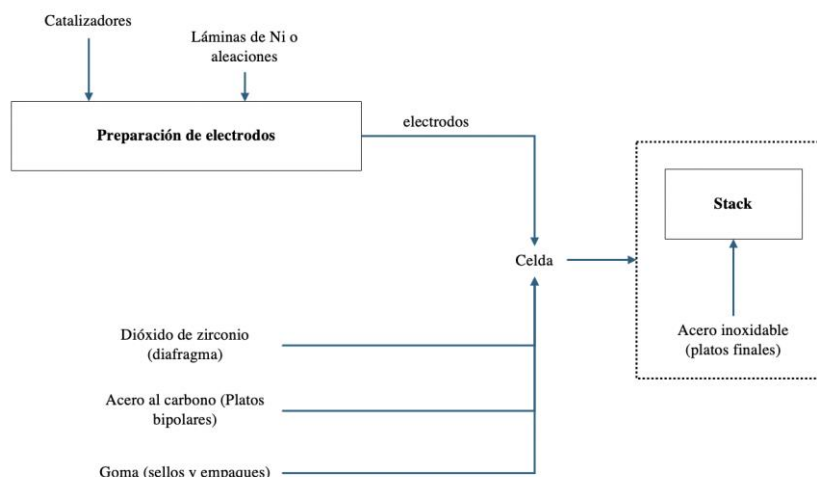 Catalizadores
Láminas de Ni o
aleaciones
Preparación de electrodos
electrodos
Stack
Celda
Acero inoxidable
(platos finales)
Dióxido de zirconio
(diafragma)
Acero al carbono (Platos
bipolares)
Goma (sellos y empaques)